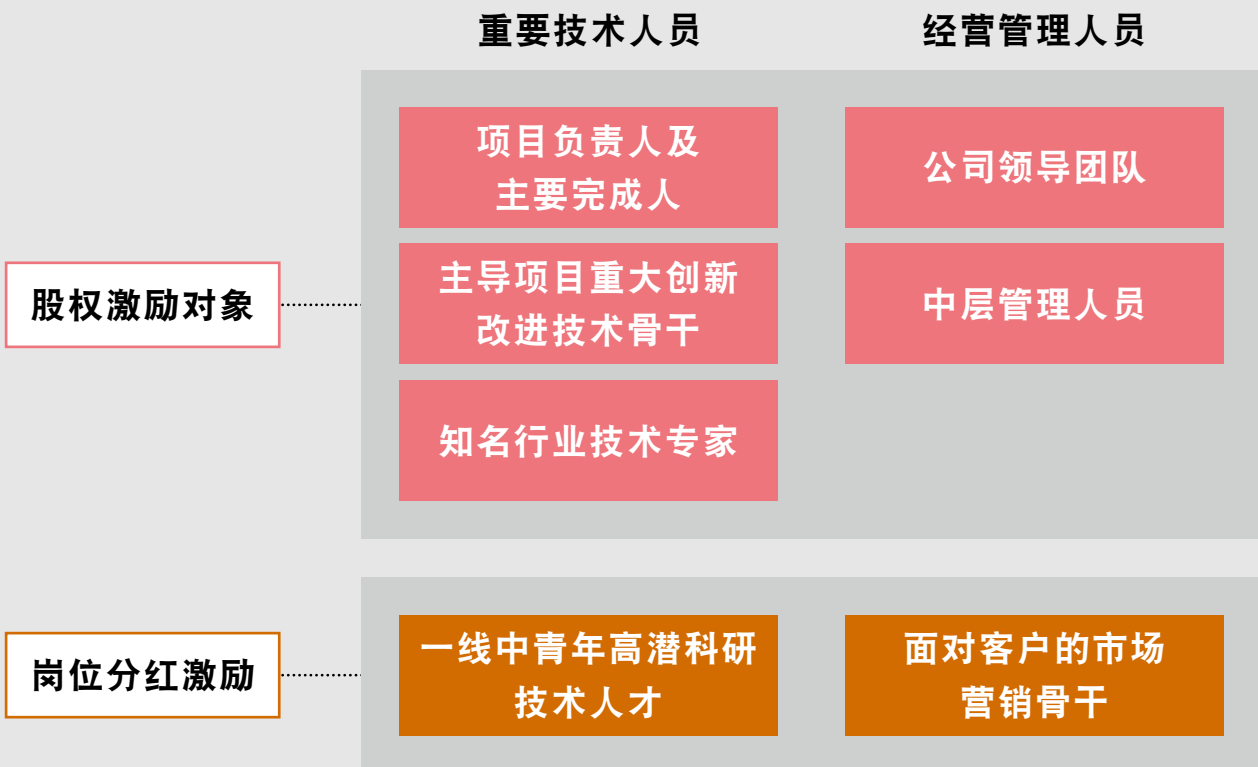 重要技术人员
经营管理人员
项目负责人及
主要完成人
公司领导团队
股权激励对象
主导项目重大创新
改进技术骨干
中层管理人员
知名行业技术专家
岗位分红激励
一线中青年高潜科研
技术人才
面对客户的市场
营销骨干